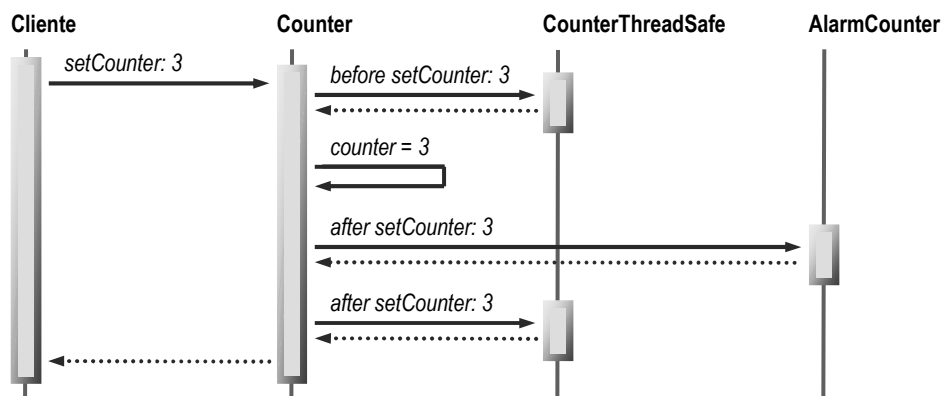 Cliente
Counter
CounterThreadSafe
AlarmCounter
setCounter: 3
before setCounter: 3
counter = 3
after setCounter: 3
after setCounter: 3